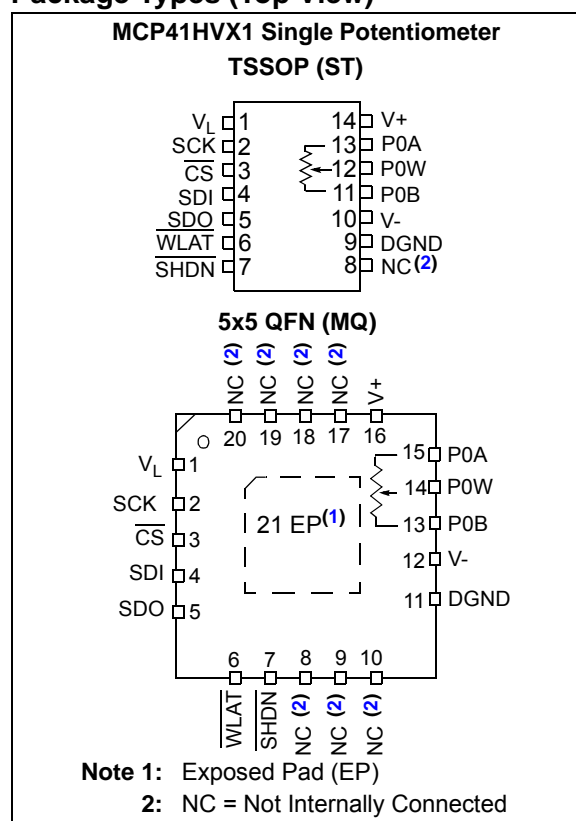 Package Types (Top View)
MCP41HVX1 Single Potentiometer
TSSOP (ST)
VL 1 14 V+
SCK 2 13 P0A
CS 3 12 P0W
SDI 4 11 P0B
SDO 5 10 V-
WLAT 6 9 DGND
SHDN 7 8 NC(2)
5x5 QFN (MQ)
NC (2) NC (2) NC (2) NC (2) V+
20 19 18 17 16
15 P0A
VL 1
14 P0W
SCK 2
21 EP(1)
13 P0B
CS 3
12 V-
SDI 4
11 DGND
SDO 5
6 7 8 9 10
WLAT SHDN NC (2) NC (2) NC (2)
Note 1: Exposed Pad (EP)
2: NC = Not Internally Connected